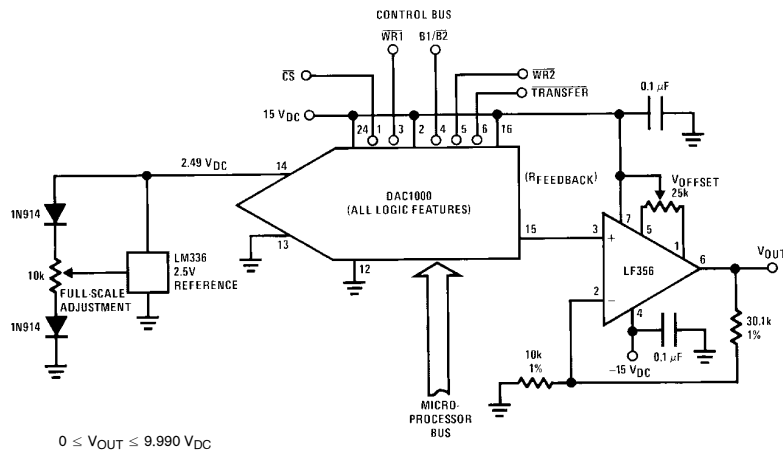 CONTROL BUS
WR1 B1/B2
CS
WR2
TRANSFER
0.1 μF
15 VDC
24 1 3 2 4 5 6 16
2.49 VDC
14
(RFEEDBACK)
VOFFSET
25k
1N914
DAC1000
(ALL LOGIC FEATURES)
7
5
15
3
+
1
VOUT
6
13
10k
LM336
2.5V
REFERENCE
LF356
12
FULL-SCALE
ADJUSTMENT
2
−
4
30.1k
1%
1N914
0.1 μF
10k
1%
−15 VDC
MICRO-
PROCESSOR
BUS
0 ≤ VOUT ≤ 9.990 VDC